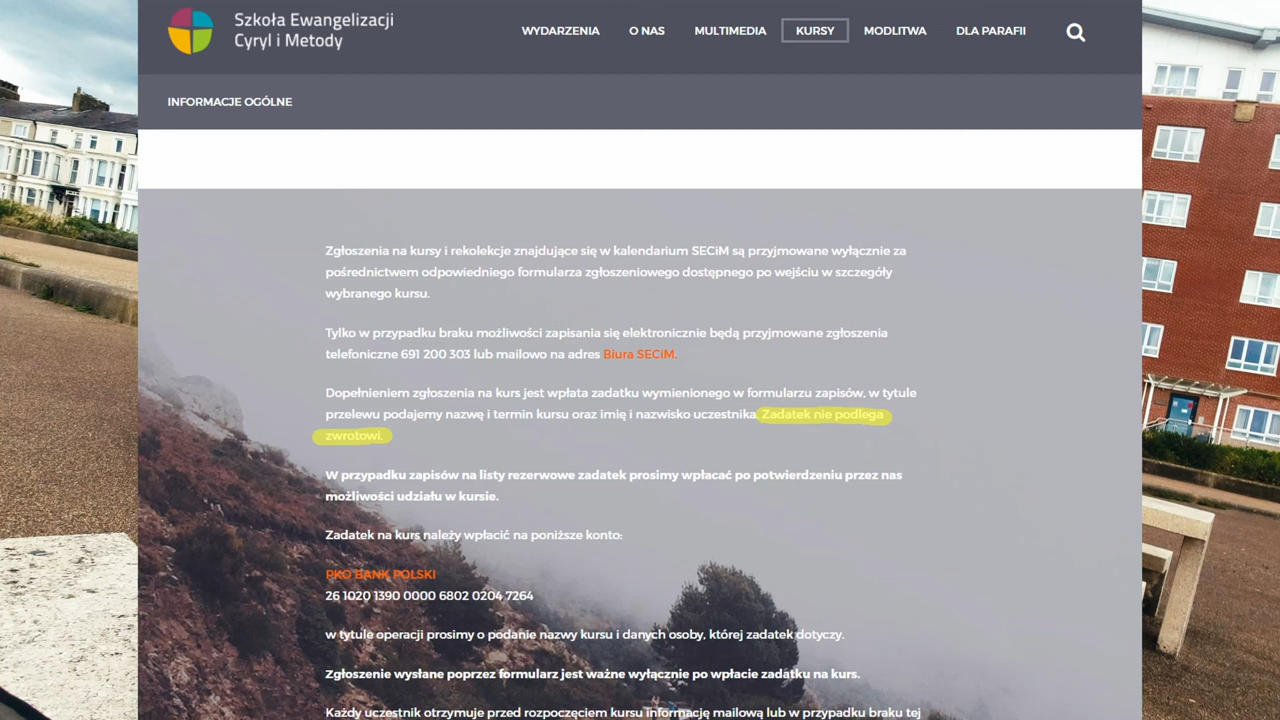 Szkoła Ewangelizacji
Cyryl i Metody
WYDARZENIA O NAS MULTIMEDIA KURSY MODLITWA DLA PARAFII
INFORMACJE OGÓLNE
Zgłoszenia na kursy i rekolekcje znajdujące się w kalendarium SECiM są przyjmowane wyłącznie za
pośrednictwem odpowiedniego formularza zgłoszeniowego dostępnego po wejściu w szczegóły
wybranego kursu.
Tylko w przypadku braku możliwości zapisania się elektronicznie będą przyjmowane zgłoszenia
telefoniczne 691 200 303 lub mailowo na adres Biura SECiM.
Dopełnieniem zgłoszenia na kurs jest wpłata zadatku wymienionego w formularzu zapisów, w tytule
przelewu podajemy nazwę i termin kursu oraz imię i nazwisko uczestnika. Zadatek nie podlega
zwrotowi.
W przypadku zapisów na listy rezerwowe zadatek prosimy wpłacać po potwierdzeniu przez nas
możliwości udziału w kursie.
Zadatek na kurs należy wpłacić na poniższe konto:
PKO BANK POLSKI
26 1020 1390 0000 6802 0204 7264
w tytule operacji prosimy o podanie nazwy kursu i danych osoby, której zadatek dotyczy.
Zgłoszenie wysłane poprzez formularz jest ważne wyłącznie po wpłacie zadatku na kurs.
Każdy uczestnik otrzymuje przed rozpoczęciem kursu informację mailową lub w przypadku braku tej